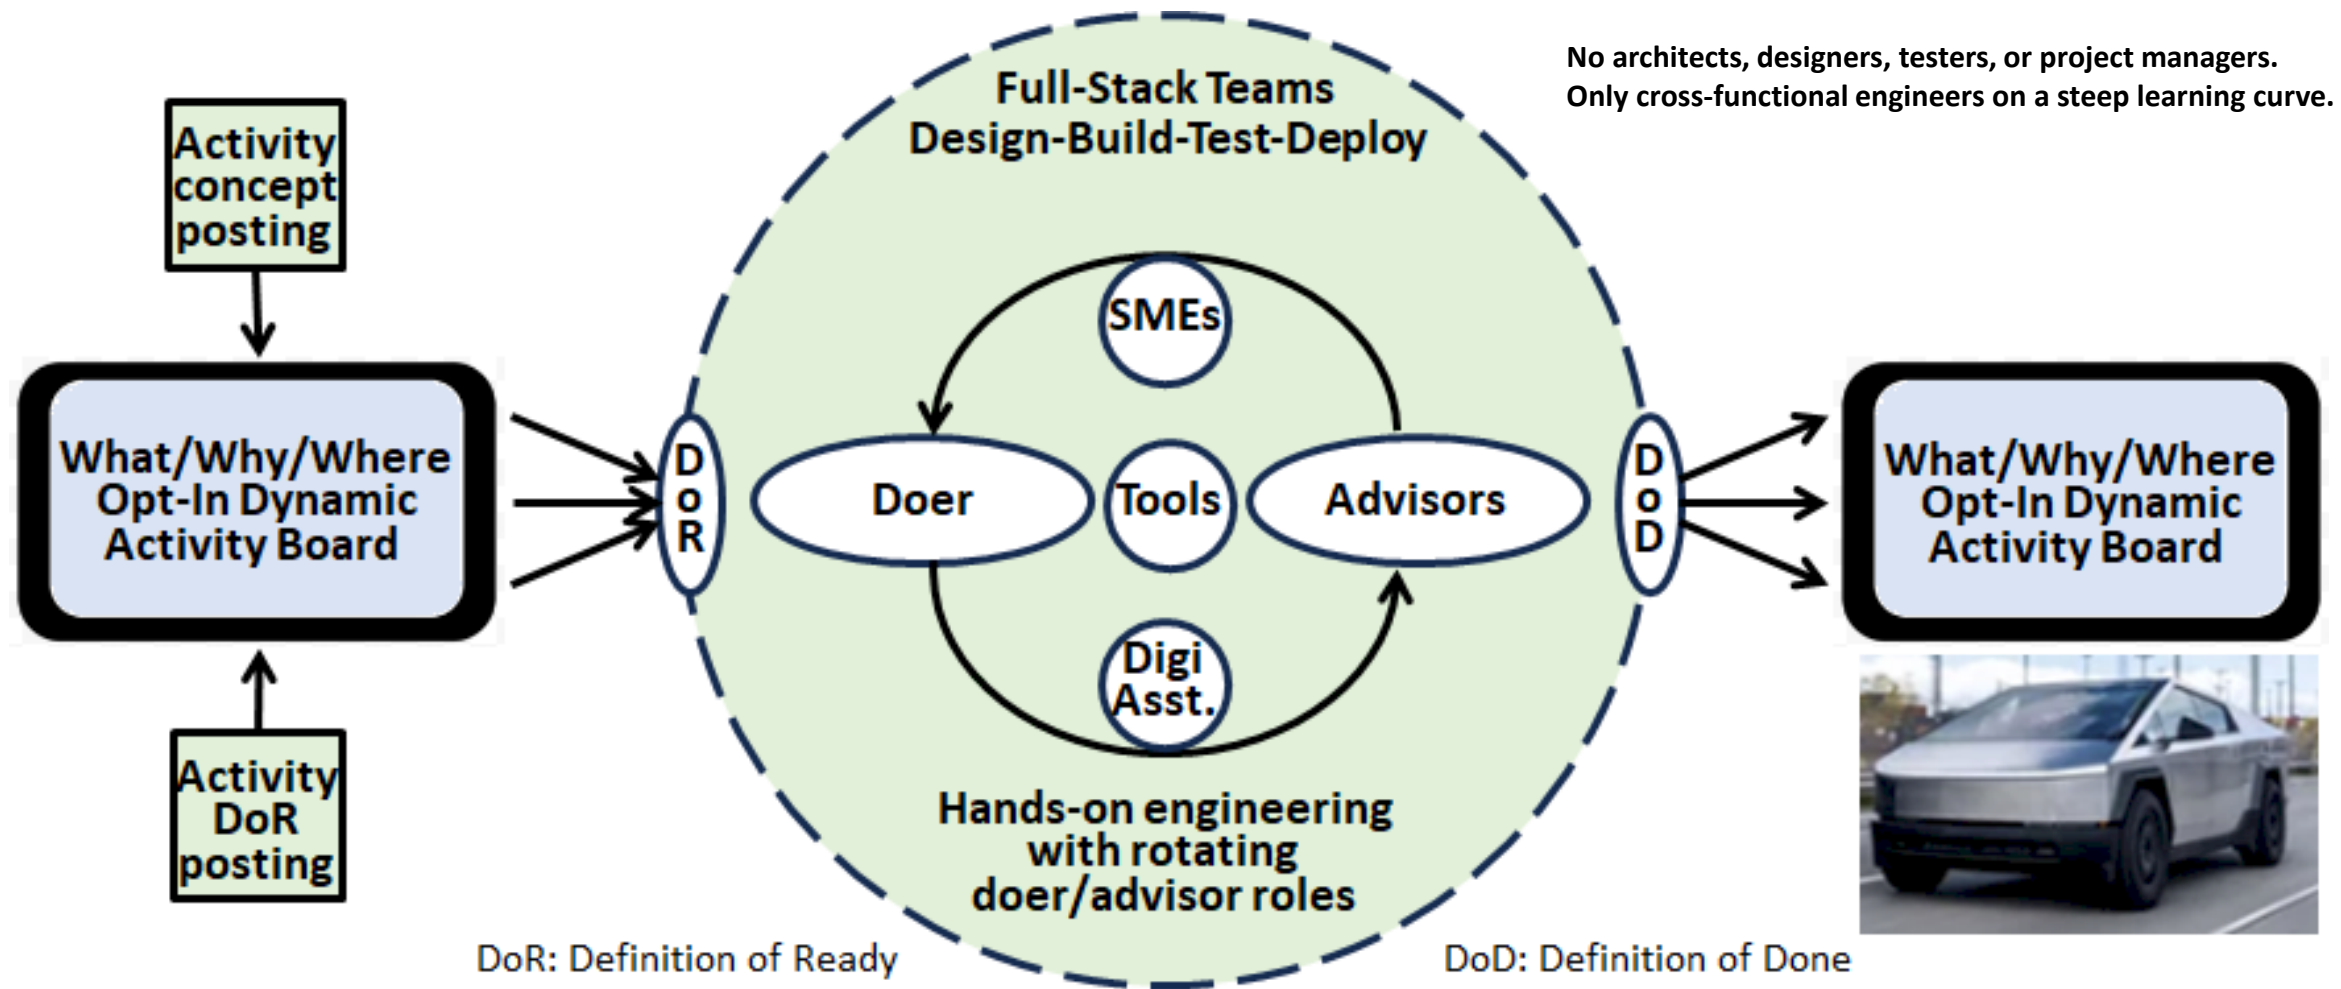 No architects, designers, testers, or project managers.
Only cross-functional engineers on a steep learning curve.
Full-Stack Teams
Design-Build-Test-Deploy
Activity
concept
posting
What/Why/Where
Opt-In Dynamic
Activity Board
Activity
DoR
posting
D
o
R
SMEs
Doer
Tools
Advisors
Digi
Asst.
Hands-on engineering
with rotating
doer/advisor roles
D
o
D
What/Why/Where
Opt-In Dynamic
Activity Board
DoR: Definition of Ready
DoD: Definition of Done